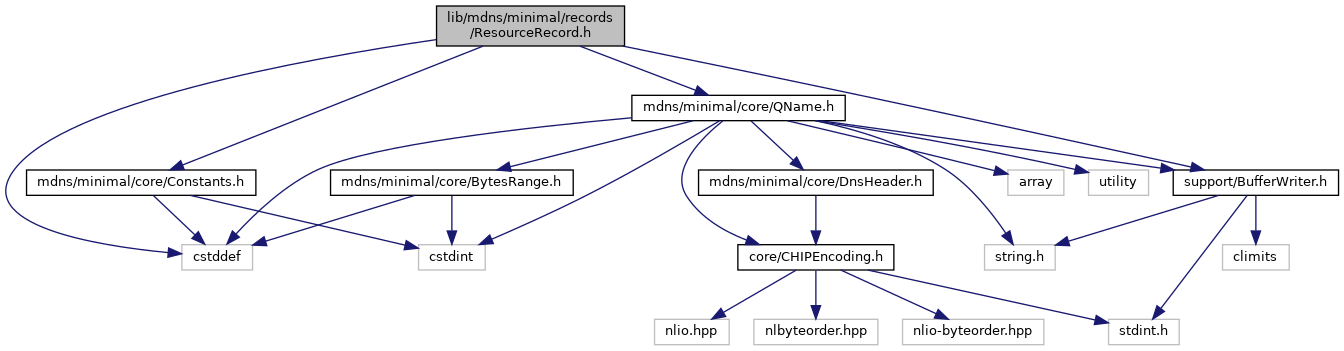 lib/mdns/minimal/records
/ResourceRecord.h
mdns/minimal/core/QName.h
mdns/minimal/core/Constants.h
mdns/minimal/core/BytesRange.h
mdns/minimal/core/DnsHeader.h
array
utility
support/BufferWriter.h
cstddef
cstdint
core/CHIPEncoding.h
string.h
climits
nlio.hpp
nlbyteorder.hpp
nlio-byteorder.hpp
stdint.h